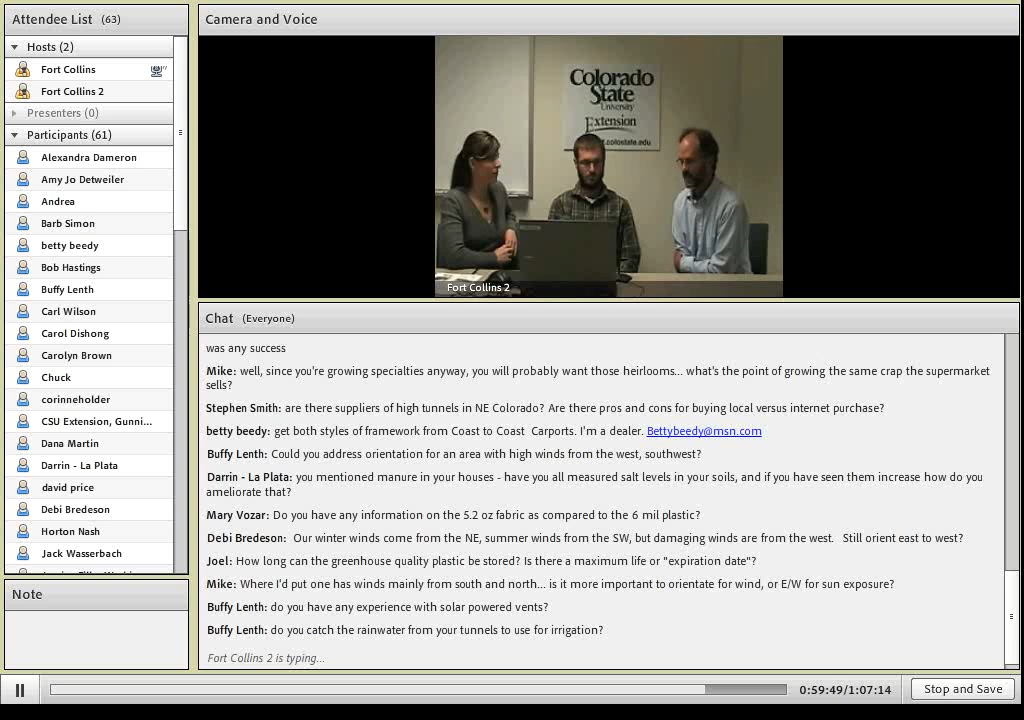 Attendee List (63)
Hosts (2)
Fort Collins
Fort Collins 2
Presenters (0)
Participants (61)
Alexandra Dameron
Amy Jo Detweiler
Andrea
Barb Simon
betty beedy
Bob Hastings
Buffy Lenth
Carl Wilson
Carol Dishong
Carolyn Brown
Chuck
corinneholder
CSU Extension, Gunni...
Dana Martin
Darrin - La Plata
david price
Debi Bredeson
Horton Nash
Jack Wasserbach
Note
Camera and Voice
Colorado
State
University
Extension
.colostate.edu
Fort Collins 2
Chat (Everyone)
was any success
Mike: well, since you're growing specialties anyway, you will probably want those heirlooms... what's the point of growing the same crap the supermarket
sells?
Stephen Smith: are there suppliers of high tunnels in NE Colorado? Are there pros and cons for buying local versus internet purchase?
betty beedy: get both styles of framework from Coast to Coast Carports. I'm a dealer. Bettybeedy@msn.com
Buffy Lenth: Could you address orientation for an area with high winds from the west, southwest?
Darrin - La Plata: you mentioned manure in your houses - have you all measured salt levels in your soils, and if you have seen them increase how do you
ameliorate that?
Mary Vozar: Do you have any information on the 5.2 oz fabric as compared to the 6 mil plastic?
Debi Bredeson: Our winter winds come from the NE, summer winds from the SW, but damaging winds are from the west. Still orient east to west?
Joel: How long can the greenhouse quality plastic be stored? Is there a maximum life or "expiration date"?
Mike: Where I'd put one has winds mainly from south and north... is it more important to orientate for wind, or E/W for sun exposure?
Buffy Lenth: do you have any experience with solar powered vents?
Buffy Lenth: do you catch the rainwater from your tunnels to use for irrigation?
Fort Collins 2 is typing...
0:59:49/1:07:14
Stop and Save